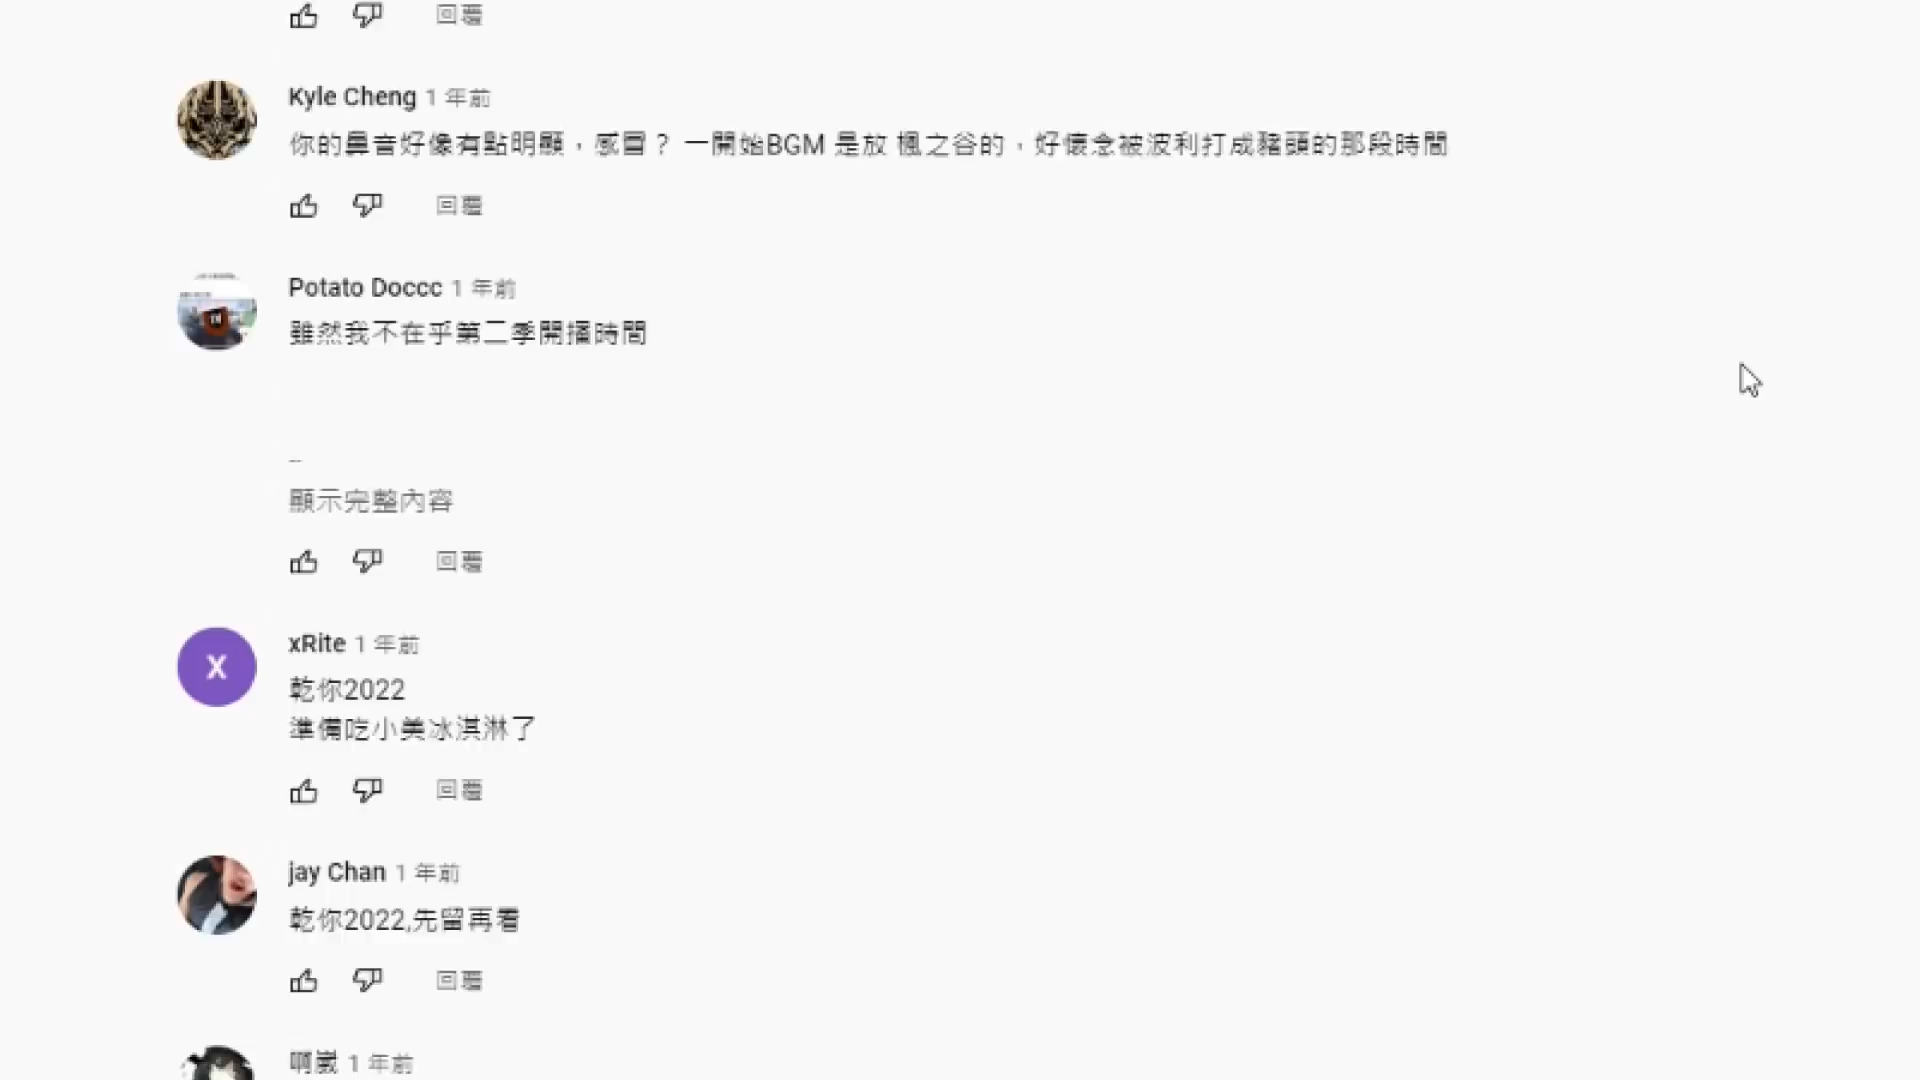 回覆
Kyle Cheng 1 年前
你的鼻音好像有點明顯，感冒？ 一開始BGM 是放 楓之谷的，好懷念被波利打成豬頭的那段時間
回覆
Potato Doccc 1 年前
雖然我不在乎第二季開播時間
顯示完整內容
回覆
X
xRite 1 年前
乾你2022
準備吃小美冰淇淋了
回覆
jay Chan 1 年前
乾你2022,先留再看
回覆
啊嵗 1 年前